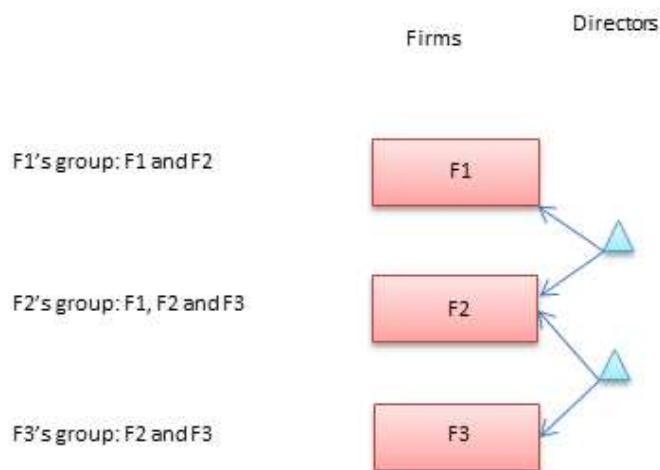 Directors
Firms
F1's group: F1 and F2
F1
F2's group: F1, F2 and F3
F2
F3's group: F2 and F3
F3